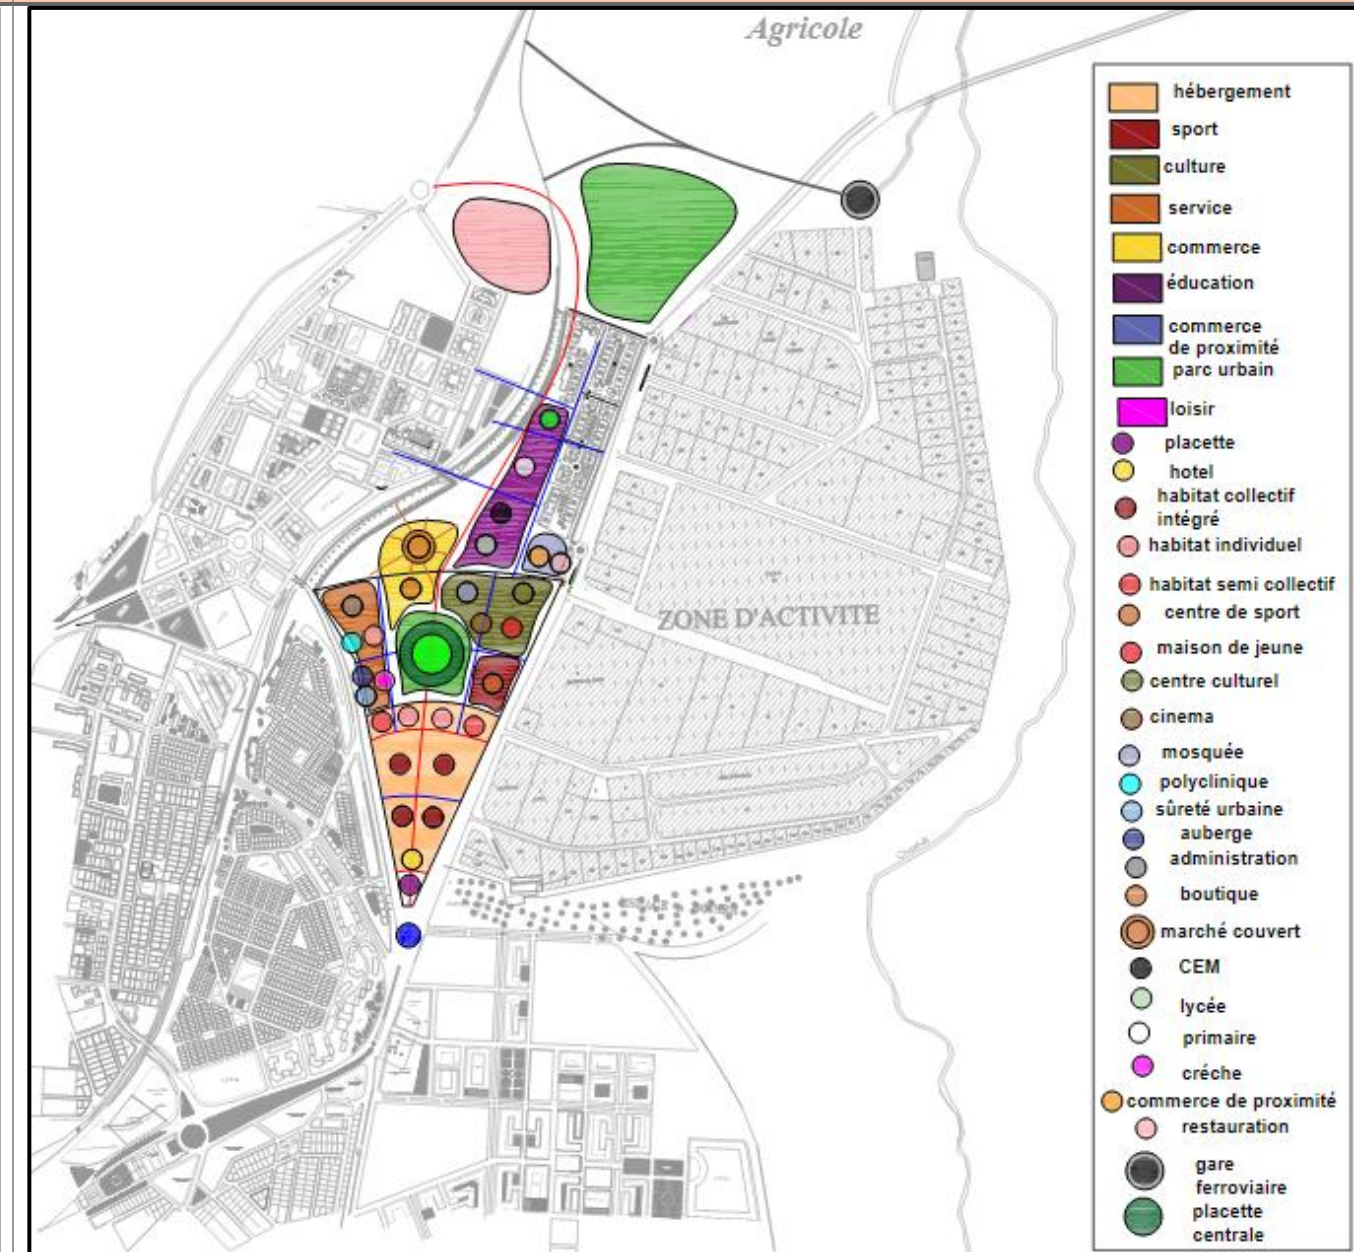 Agricole
hébergement
sport
culture
service
commerce
éducation
commerce
de proximité
parc urbain
loisir
placette
hotel
habitat collectif
intégré
habitat individuel
habitat semi collectif
centre de sport
maison de jeune
centre culturel
cinema
mosquée
polyclinique
sûreté urbaine
auberge
administration
boutique
marché couvert
CEM
lycée
primaire
créche
commerce de proximité
restauration
gare
ferroviaire
placette
centrale
ZONE D'ACTIVITE